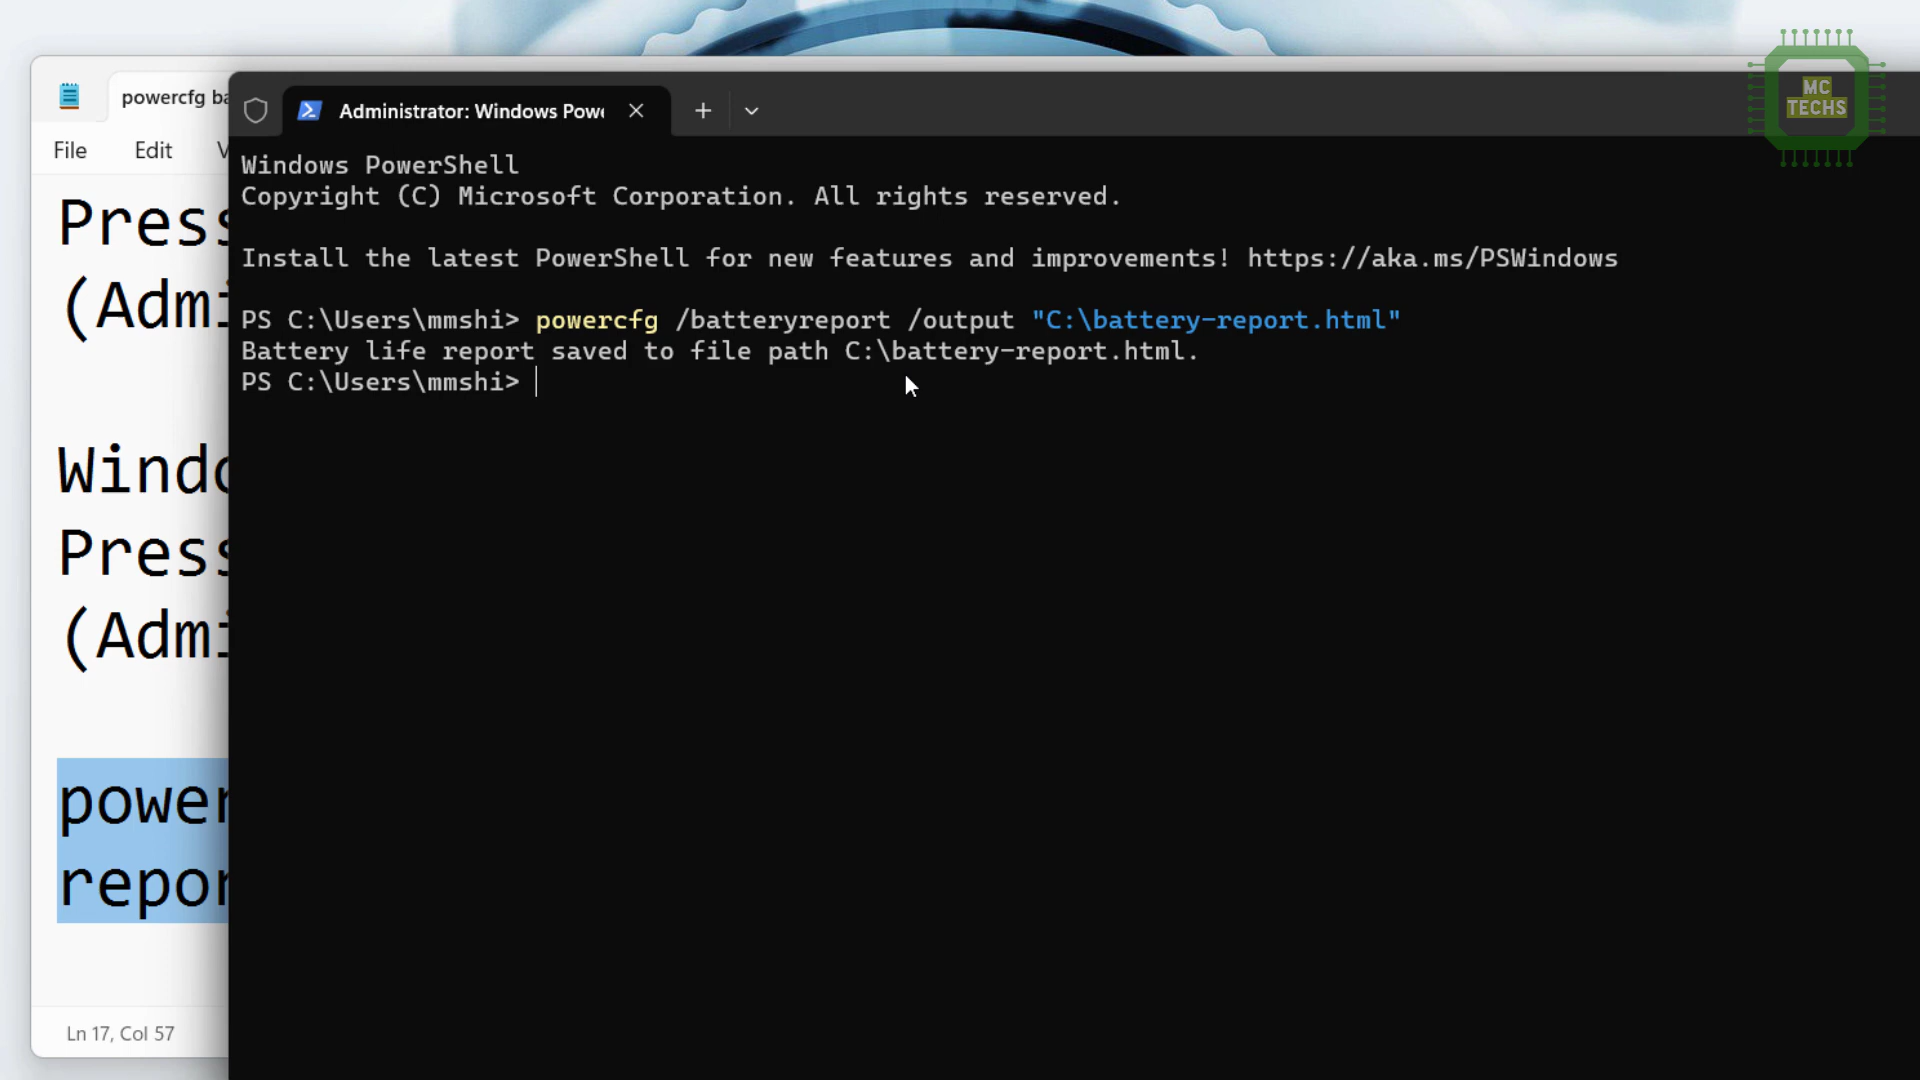 MC
TECHS
powercfg ba
Administrator: Windows Powe
File Edit V
Windows PowerShell
Copyright (C) Microsoft Corporation. All rights reserved.
Install the latest PowerShell for new features and improvements! https://aka.ms/PSWindows
PS C:\Users\mmshi> powercfg /batteryreport /output "C:\battery-report.html"
Battery life report saved to file path C:\battery-report.html.
PS C:\Users\mmshi>
Press
(Admi
Windo
Press
(Admi
power
repor
Ln 17, Col 57